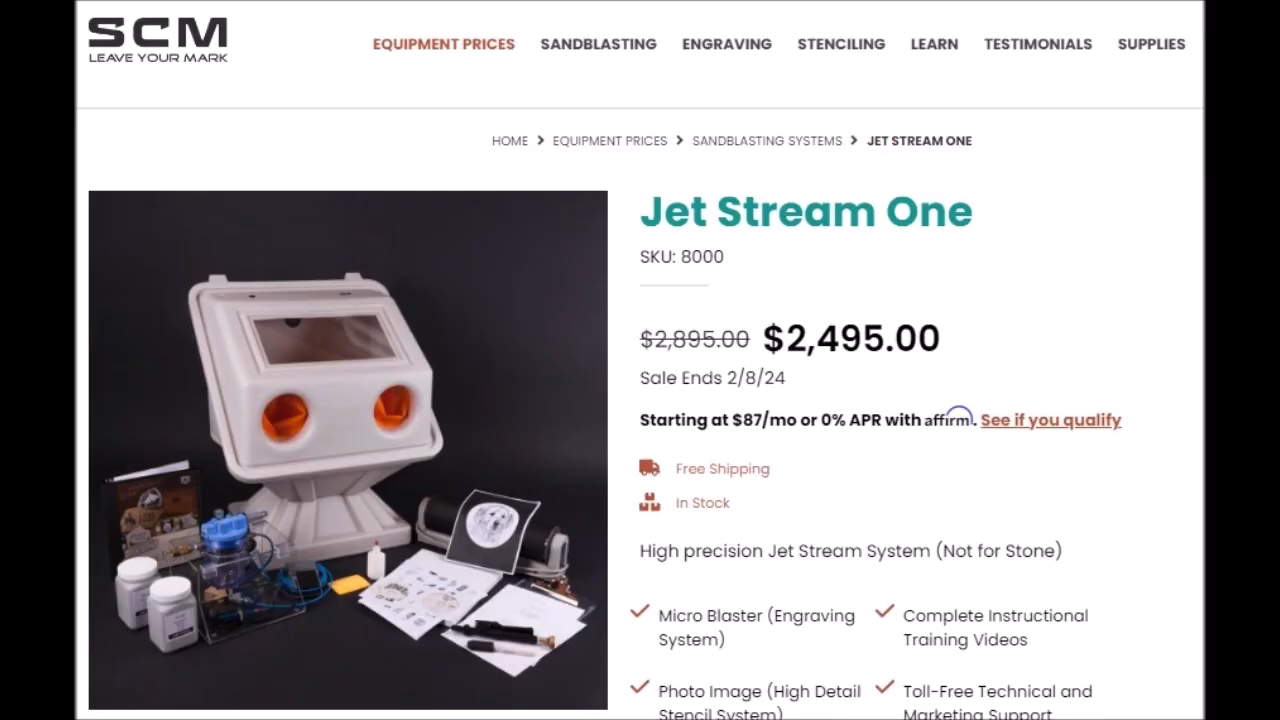 SCM
LEAVE YOUR MARK
EQUIPMENT PRICES
SANDBLASTING
ENGRAVING
STENCILING
LEARN
TESTIMONIALS
SUPPLIES
HOME > EQUIPMENT PRICES > SANDBLASTING SYSTEMS > JET STREAM ONE
Jet Stream One
SKU: 8000
$2,895.00 $2,495.00
Sale Ends 2/8/24
Starting at $87/mo or 0% APR with affirm. See if you qualify
Free Shipping
In Stock
High precision Jet Stream System (Not for Stone)
Micro Blaster (Engraving
System)
Complete Instructional
Training Videos
Photo Image (High Detail
Stencil System)
Toll-Free Technical and
Marketing Support